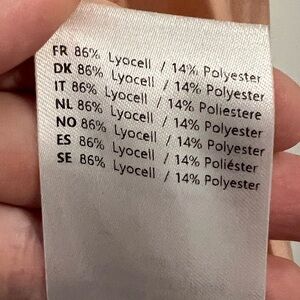 FR 86% Lyocell / 14% Polyester
DK 86% Lyocell / 14% Polyester
IT 86% Lyocell / 14% Poliestere
NL 86% Lyocell / 14% Polyester
NO 86% Lyocell / 14% Polyester
ES 86% Lyocell / 14% Poliéster
SE 86% Lyocell / 14% Polyester